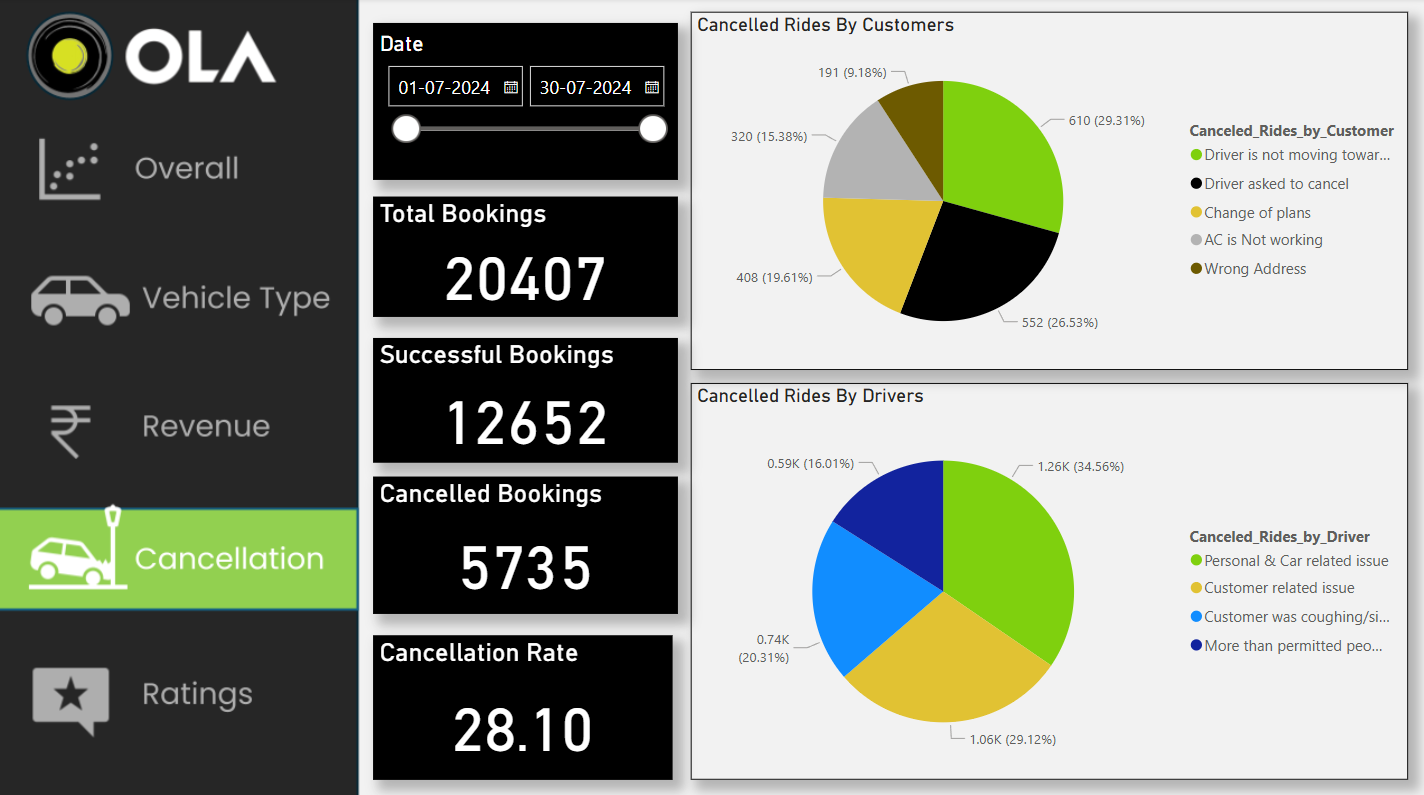 OLA
Overall
Vehicle Type
Revenue
Cancellation
Ratings
Date
01-07-2024
30-07-2024
Total Bookings
20407
Successful Bookings
12652
Cancelled Bookings
5735
Cancellation Rate
28.10
Cancelled Rides By Customers
191 (9.18%)
320 (15.38%)
408 (19.61%)
610 (29.31%)
552 (26.53%)
Canceled_Rides_by_Customer
Driver is not moving towar...
Driver asked to cancel
Change of plans
AC is Not working
Wrong Address
Cancelled Rides By Drivers
0.59K (16.01%)
1.26K (34.56%)
0.74K
(20.31%)
1.06K (29.12%)
Canceled_Rides_by_Driver
Personal & Car related issue
Customer related issue
Customer was coughing/si...
More than permitted peo...